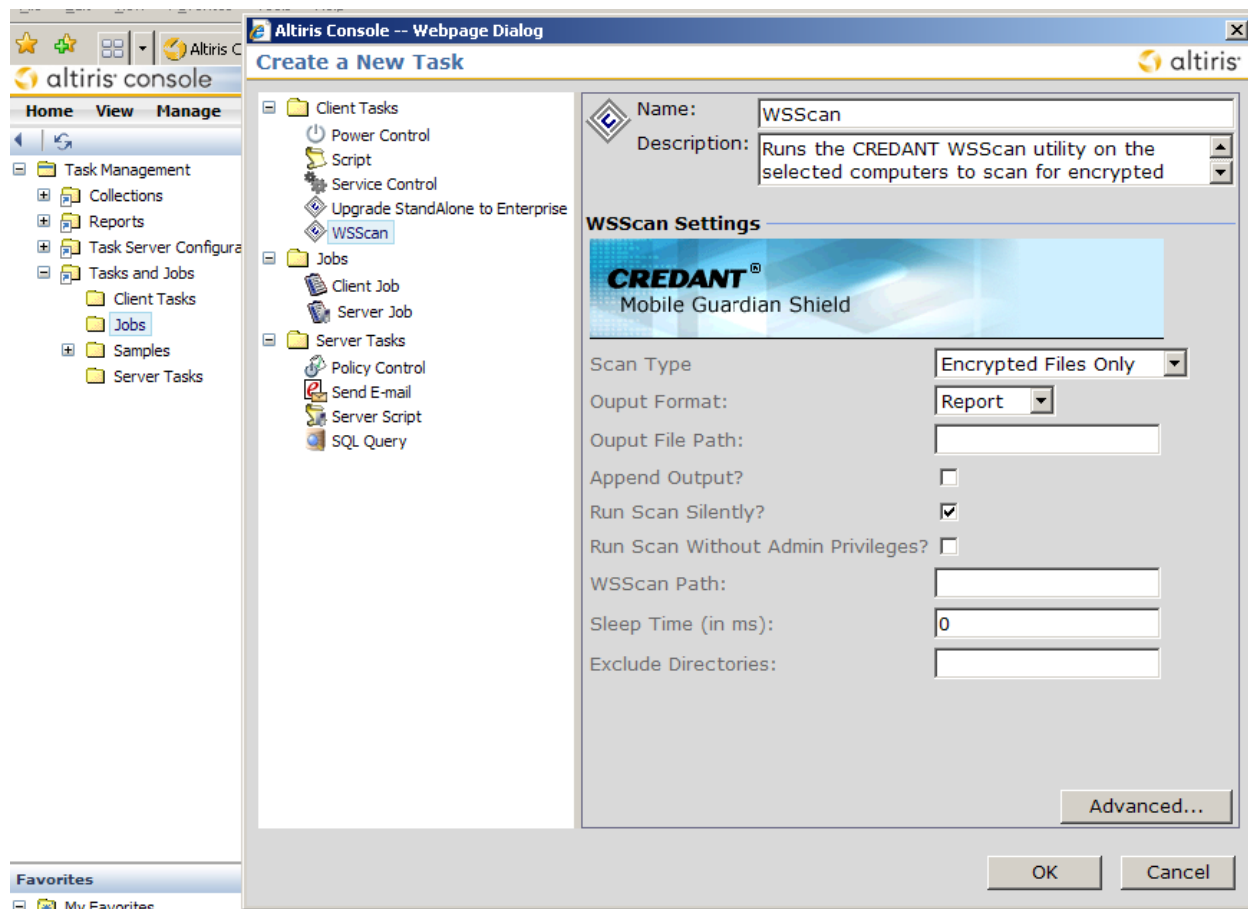 Altiris Console -- Webpage Dialog
Create a New Task
altiris
Altiris C
altiris console
Home View Manage
Task Management
Collections
Reports
Task Server Configura
Tasks and Jobs
Client Tasks
Jobs
Samples
Server Tasks
Favorites
My Favorites
Client Tasks
Power Control
Script
Service Control
Upgrade StandAlone to Enterprise
WSScan
Jobs
Client Job
Server Job
Server Tasks
Policy Control
Send E-mail
Server Script
SQL Query
Name: WSScan
Description: Runs the CREDANT WSScan utility on the
selected computers to scan for encrypted
WSScan Settings
CREDANT®
Mobile Guardian Shield
Scan Type Encrypted Files Only
Ouput Format: Report
Ouput File Path:
Append Output?
Run Scan Silently?
Run Scan Without Admin Privileges?
WSScan Path:
Sleep Time (in ms): 0
Exclude Directories:
Advanced...
OK Cancel